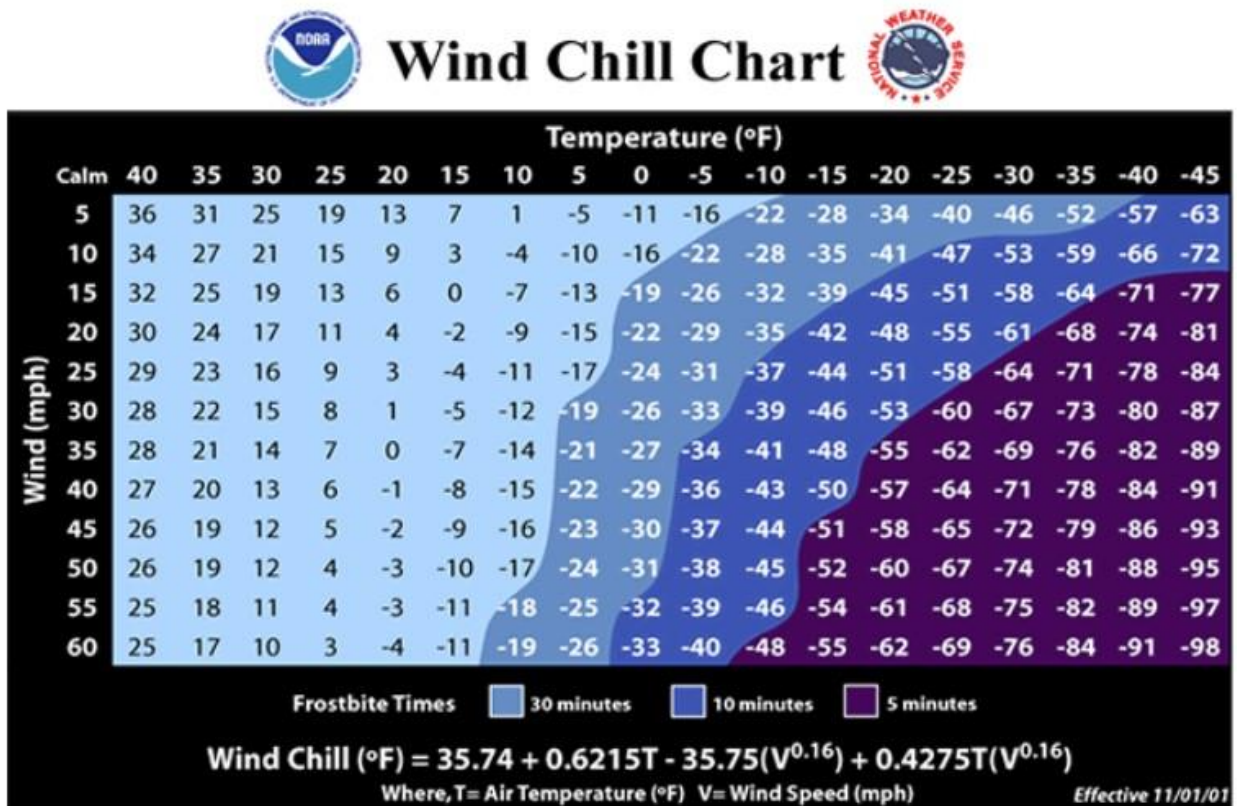 NOAA
Wind Chill Chart
NATIONAL WEATHER SERVICE
Temperature (ºF)
Calm 40 35 30 25 20 15 10 5 0 -5 -10 -15 -20 -25 -30 -35 -40 -45
Wind (mph)
5 36 31 25 19 13 7 1 -5 -11 -16 -22 -28 -34 -40 -46 -52 -57 -63
10 34 27 21 15 9 3 -4 -10 -16 -22 -28 -35 -41 -47 -53 -59 -66 -72
15 32 25 19 13 6 0 -7 -13 -19 -26 -32 -39 -45 -51 -58 -64 -71 -77
20 30 24 17 11 4 -2 -9 -15 -22 -29 -35 -42 -48 -55 -61 -68 -74 -81
25 29 23 16 9 3 -4 -11 -17 -24 -31 -37 -44 -51 -58 -64 -71 -78 -84
30 28 22 15 8 1 -5 -12 -19 -26 -33 -39 -46 -53 -60 -67 -73 -80 -87
35 28 21 14 7 0 -7 -14 -21 -27 -34 -41 -48 -55 -62 -69 -76 -82 -89
40 27 20 13 6 -1 -8 -15 -22 -29 -36 -43 -50 -57 -64 -71 -78 -84 -91
45 26 19 12 5 -2 -9 -16 -23 -30 -37 -44 -51 -58 -65 -72 -79 -86 -93
50 26 19 12 4 -3 -10 -17 -24 -31 -38 -45 -52 -60 -67 -74 -81 -88 -95
55 25 18 11 4 -3 -11 -18 -25 -32 -39 -46 -54 -61 -68 -75 -82 -89 -97
60 25 17 10 3 -4 -11 -19 -26 -33 -40 -48 -55 -62 -69 -76 -84 -91 -98
Frostbite Times 30 minutes 10 minutes 5 minutes
Wind Chill (ºF) = 35.74 + 0.6215T - 35.75(V^0.16) + 0.4275T(V^0.16)
Where, T= Air Temperature (ºF) V= Wind Speed (mph) Effective 11/01/01